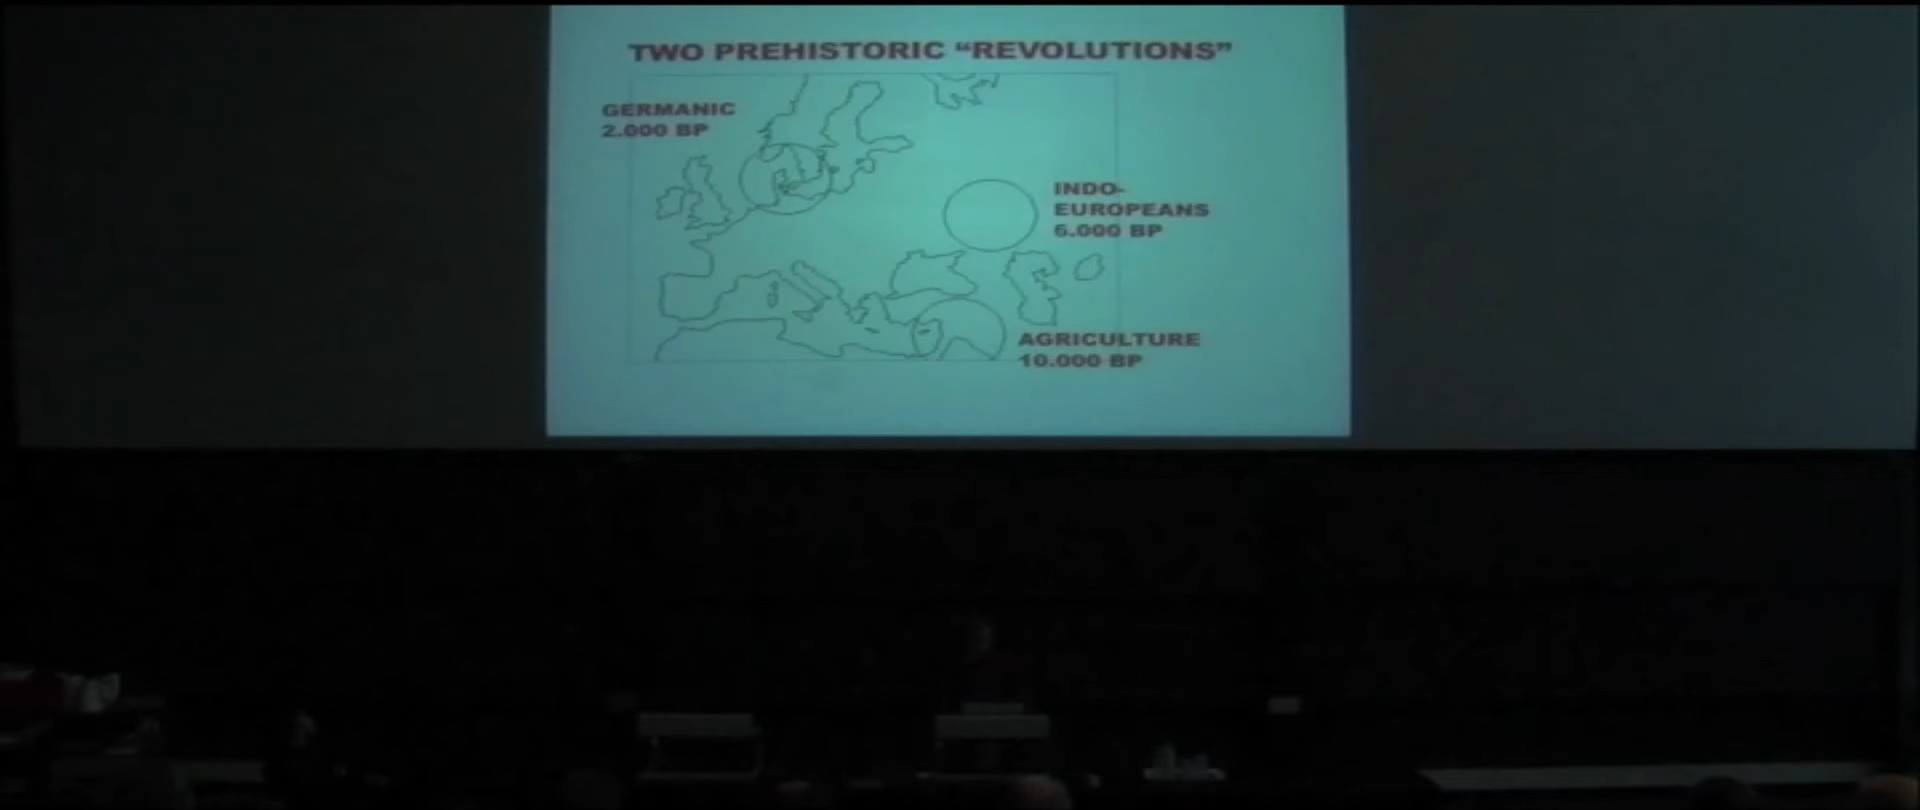 TWO PREHISTORIC “REVOLUTIONS”
GERMANIC
2.000 BP
INDO-
EUROPEANS
6.000 BP
AGRICULTURE
10.000 BP